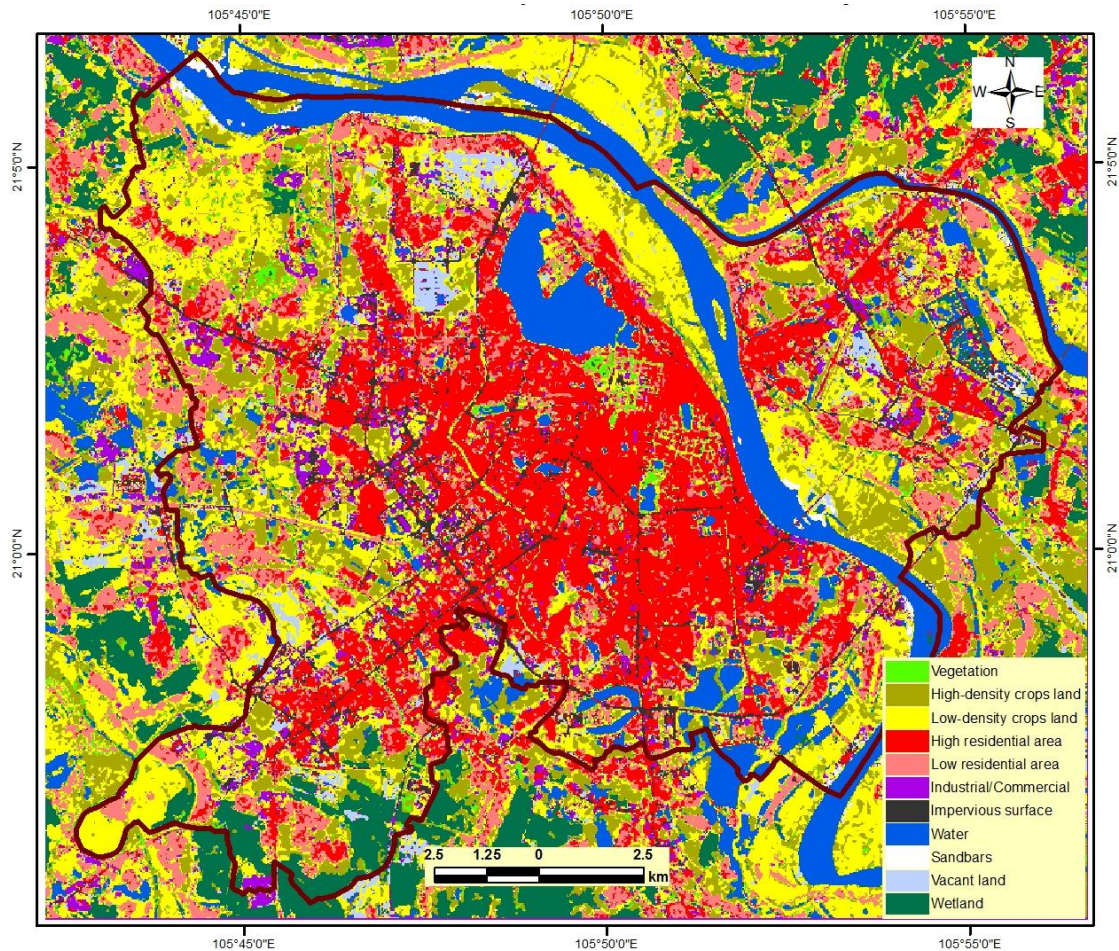 105°45'0"E 105°50'0"E 105°55'0"E
N
W E
S
21°5'0"N 21°5'0"N
21°0'0"N 21°0'0"N
Vegetation
High-density crops land
Low-density crops land
High residential area
Low residential area
Industrial/Commercial
Impervious surface
Water
Sandbars
Vacant land
Wetland
2.5 1.25 0 2.5
km
105°45'0"E 105°50'0"E 105°55'0"E